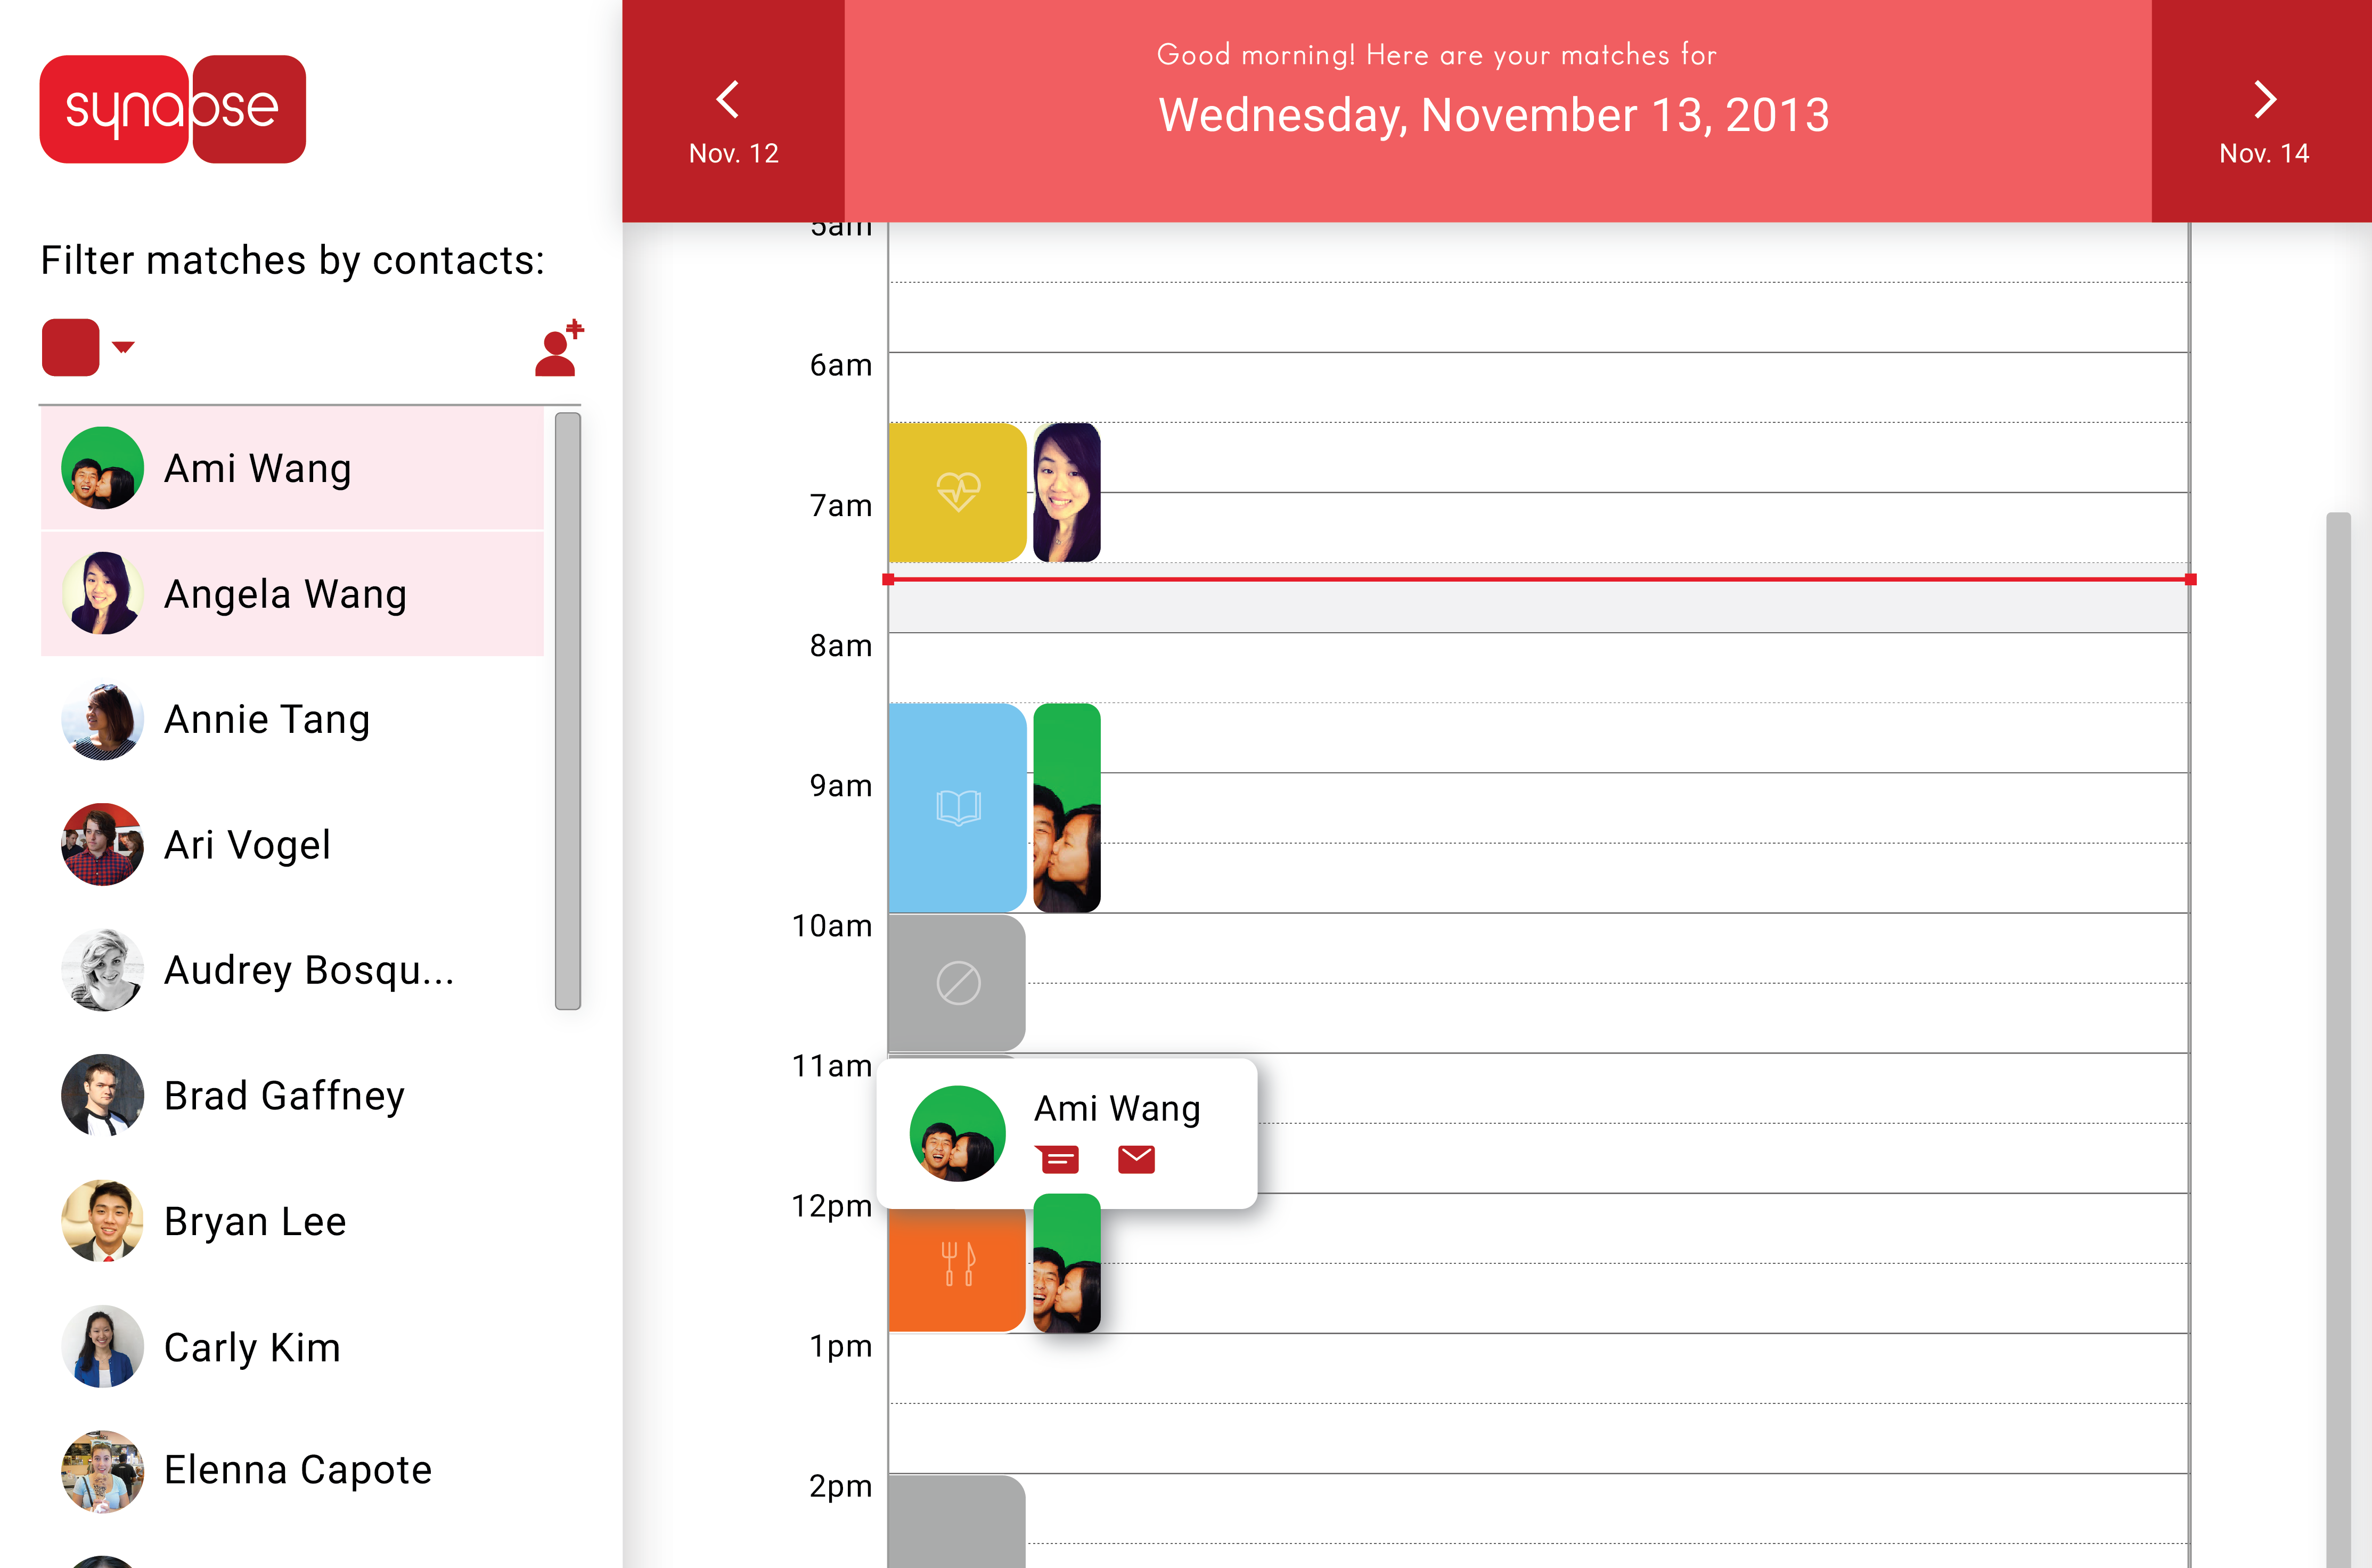 synapse
Filter matches by contacts:
Ami Wang
Angela Wang
Annie Tang
Ari Vogel
Audrey Bosqu...
Brad Gaffney
Bryan Lee
Carly Kim
Elenna Capote
Nov. 12
Good morning! Here are your matches for
Wednesday, November 13, 2013
Nov. 14
5am
6am
7am
8am
9am
10am
11am
Ami Wang
12pm
1pm
2pm